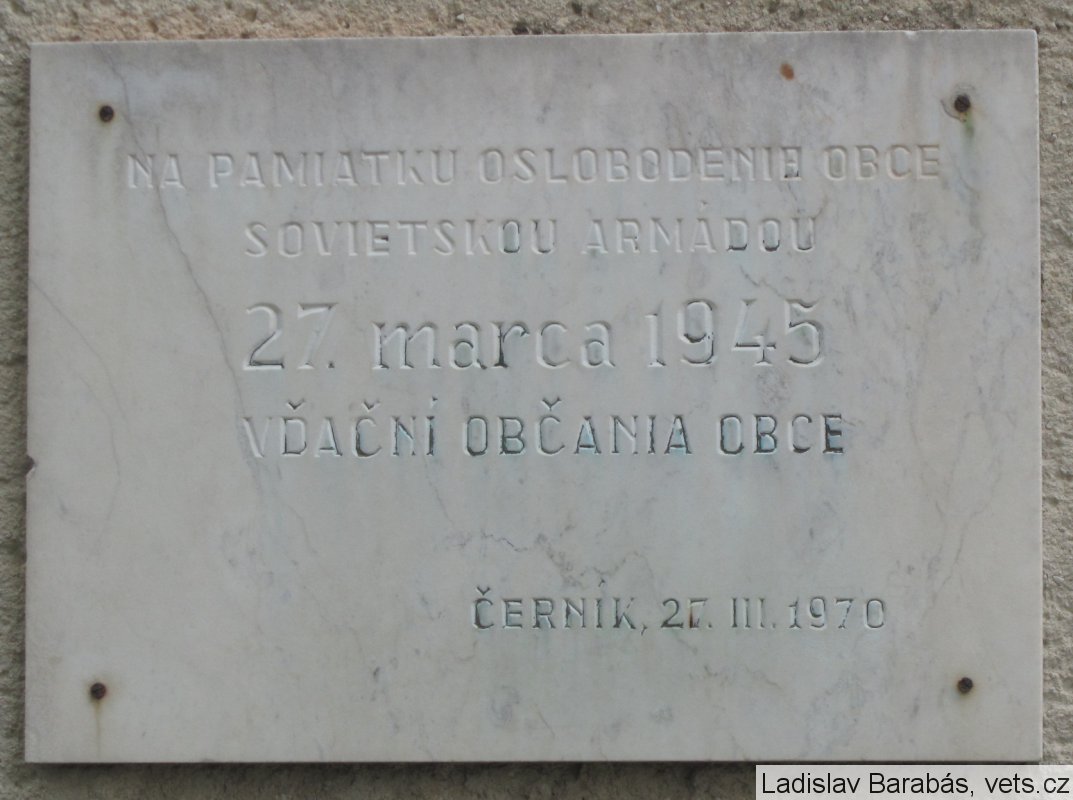 NA PAMIATKU OSLOBODENIE OBCE
SOVIETSKOU ARMÁDOU
27. marca 1945
VĎAČNÍ OBČANIA OBCE
ČERNÍK, 27. III. 1970
Ladislav Barabás, vets.cz